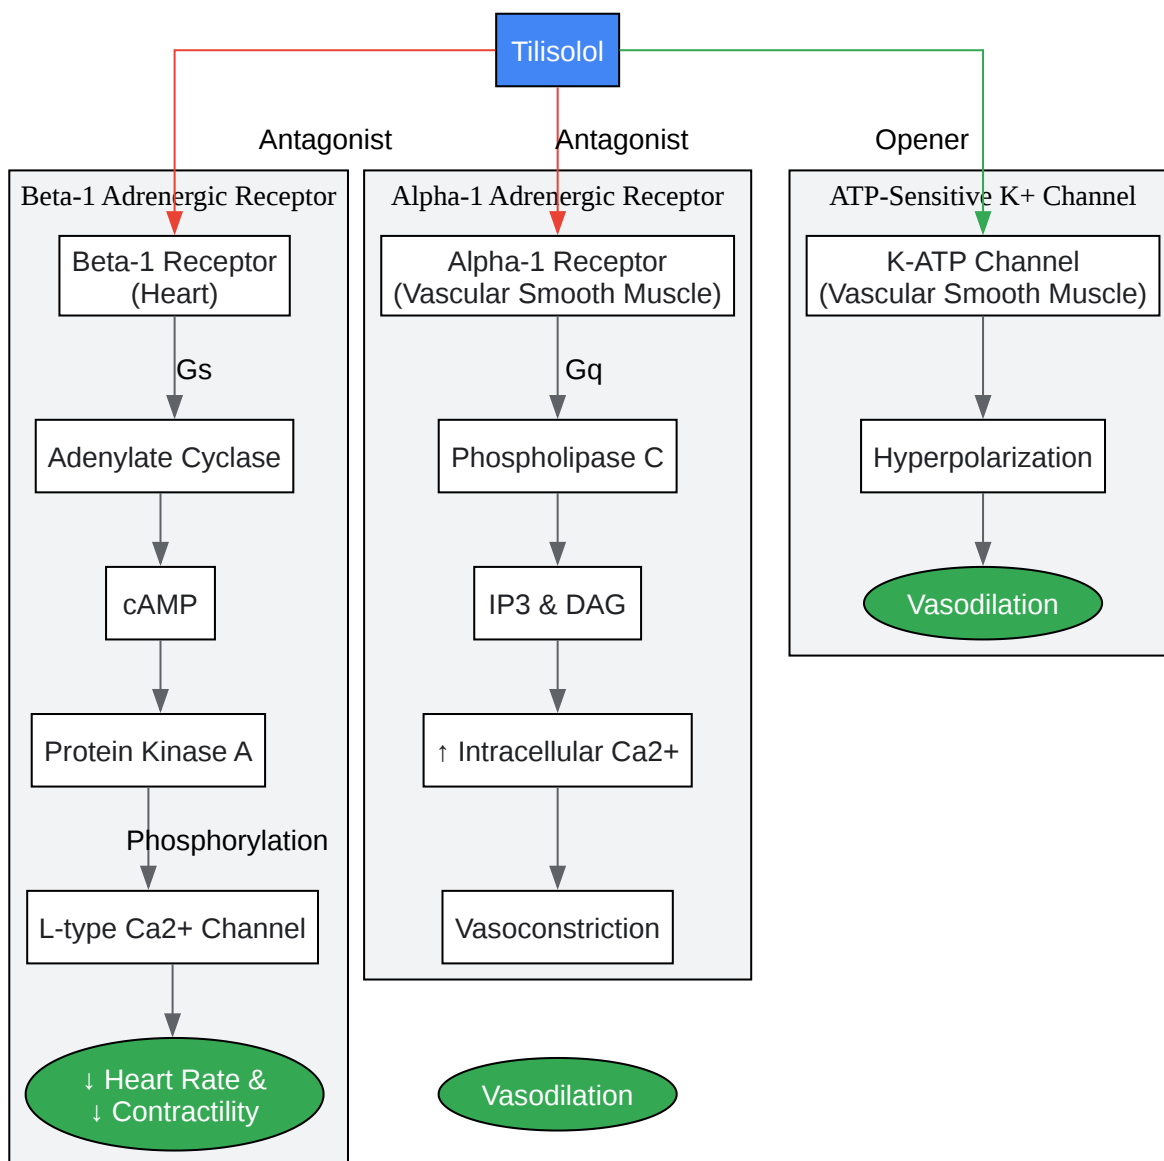 Tilisolol
Antagonist
Antagonist
Opener
Beta-1 Adrenergic Receptor
Beta-1 Receptor
(Heart)
Gs
Adenylate Cyclase
cAMP
Protein Kinase A
Phosphorylation
L-type Ca2+ Channel
↓ Heart Rate &
↓ Contractility
Alpha-1 Adrenergic Receptor
Alpha-1 Receptor
(Vascular Smooth Muscle)
Gq
Phospholipase C
IP3 & DAG
↑ Intracellular Ca2+
Vasoconstriction
Vasodilation
ATP-Sensitive K+ Channel
K-ATP Channel
(Vascular Smooth Muscle)
Hyperpolarization
Vasodilation